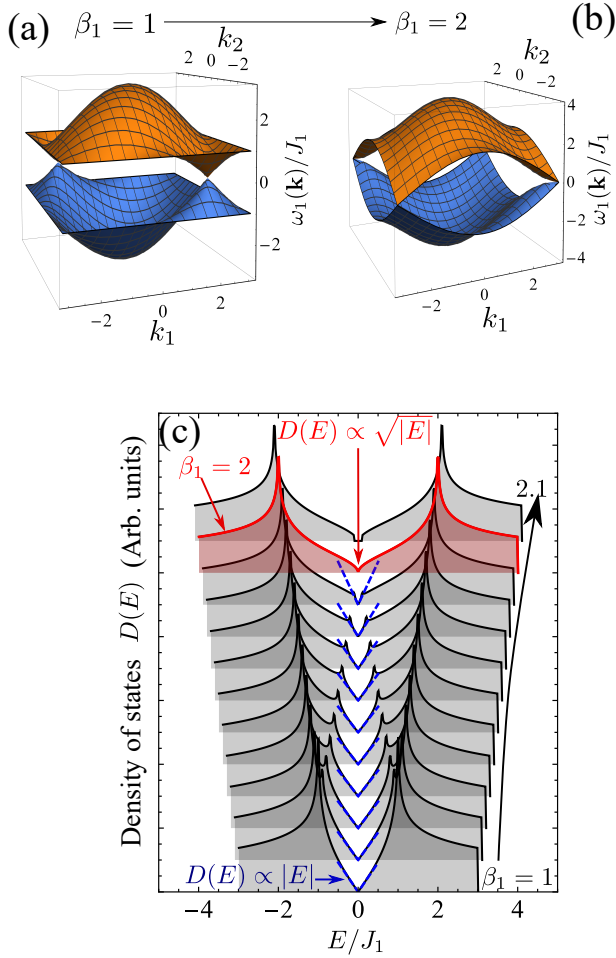 (a) β₁ = 1 → β₁ = 2 (b)
k₂
2 0 -2
2
0
-2
ω₁(k)/J₁
-2 0 2
k₁
k₂
2 0 -2
4
2
0
-2
-4
ω₁(k)/J₁
-2 0 2
k₁
(c) D(E) ∝ √|E|
β₁ = 2
2.1
Density of states D(E) (Arb. units)
D(E) ∝ |E|
β₁ = 1
-4 -2 0 2 4
E/J₁